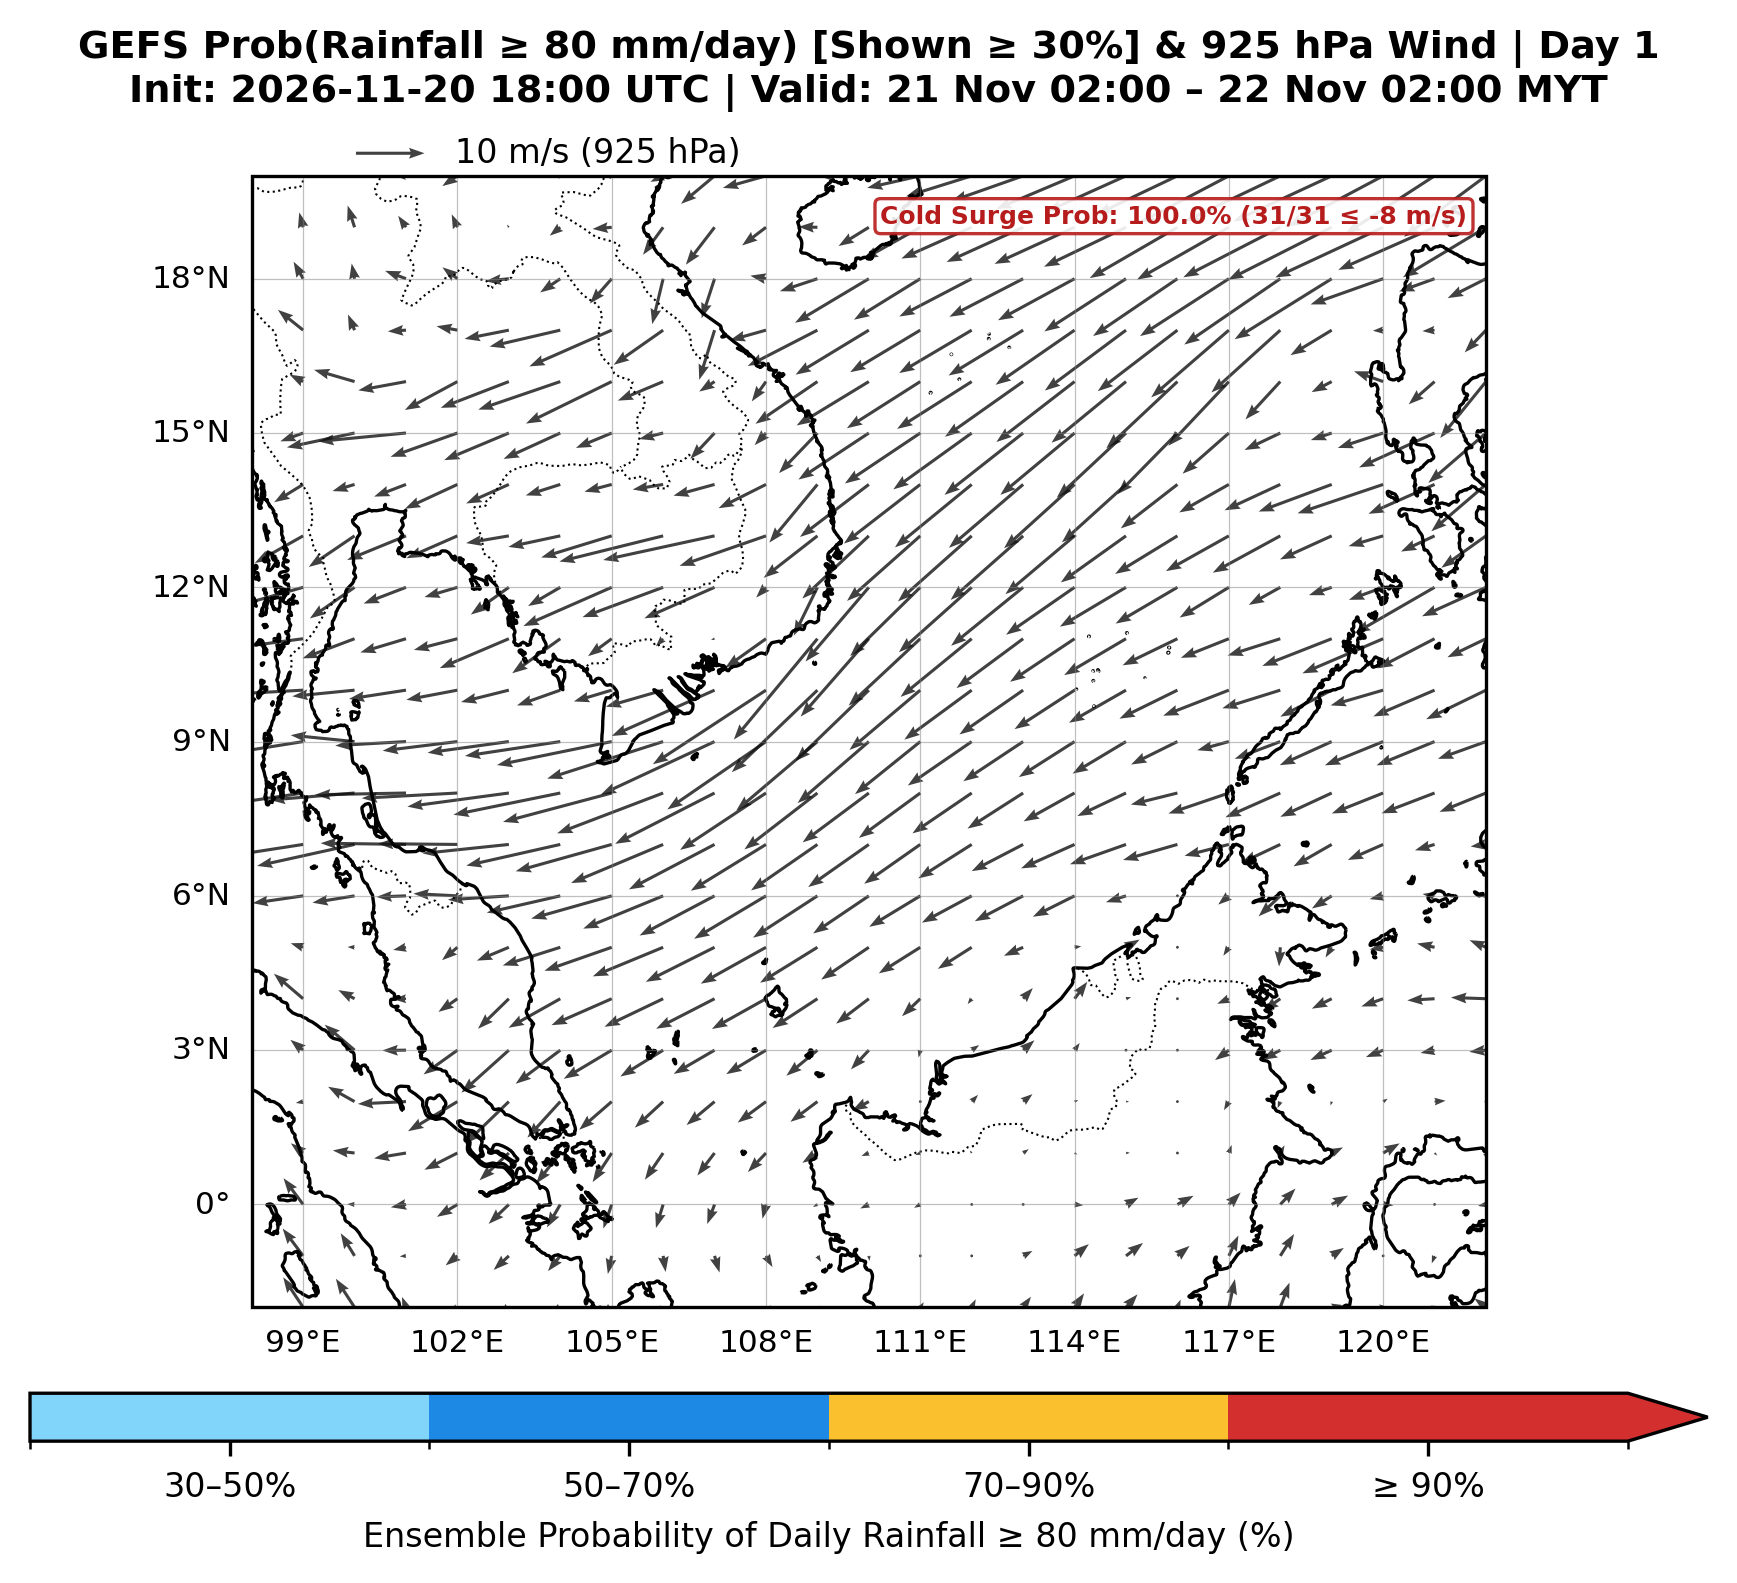 GEFS Prob(Rainfall ≥ 80 mm/day) [Shown ≥ 30%] & 925 hPa Wind | Day 1
Init: 2026-11-20 18:00 UTC | Valid: 21 Nov 02:00 – 22 Nov 02:00 MYT
10 m/s (925 hPa)
Cold Surge Prob: 100.0% (31/31 ≤ -8 m/s)
18°N
15°N
12°N
9°N
6°N
3°N
0°
99°E 102°E 105°E 108°E 111°E 114°E 117°E 120°E
30–50% 50–70% 70–90% ≥ 90%
Ensemble Probability of Daily Rainfall ≥ 80 mm/day (%)